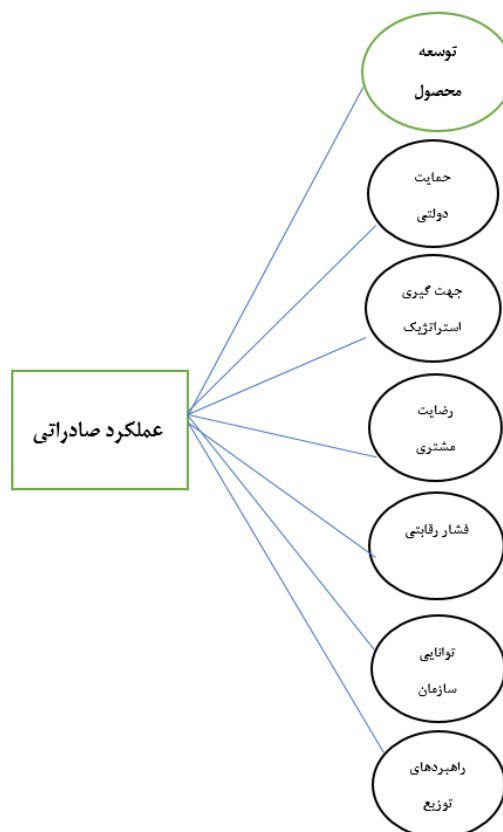 توسعه
محصول
حمایت
دولتی
جهت گیری
استراتژیک
رضایت
مشتری
عملکرد صادراتی
فشار رقابتی
توانایی
سازمان
راهبردهای
توزیع